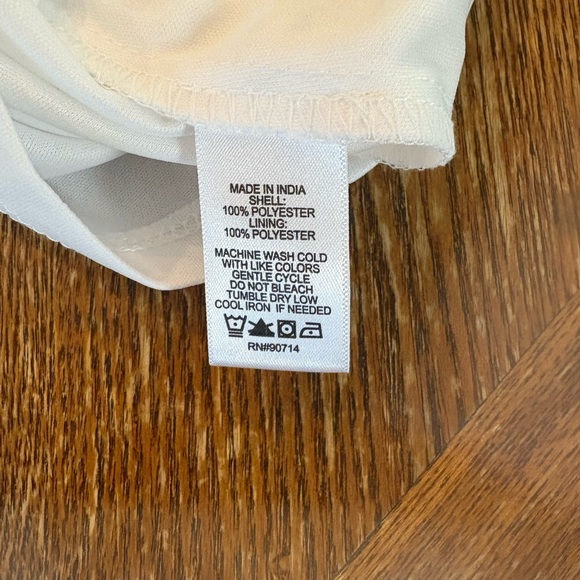 MADE IN INDIA
SHELL:
100% POLYESTER
LINING:
100% POLYESTER
MACHINE WASH COLD
WITH LIKE COLORS
GENTLE CYCLE
DO NOT BLEACH
TUMBLE DRY LOW
COOL IRON IF NEEDED
RN#90714